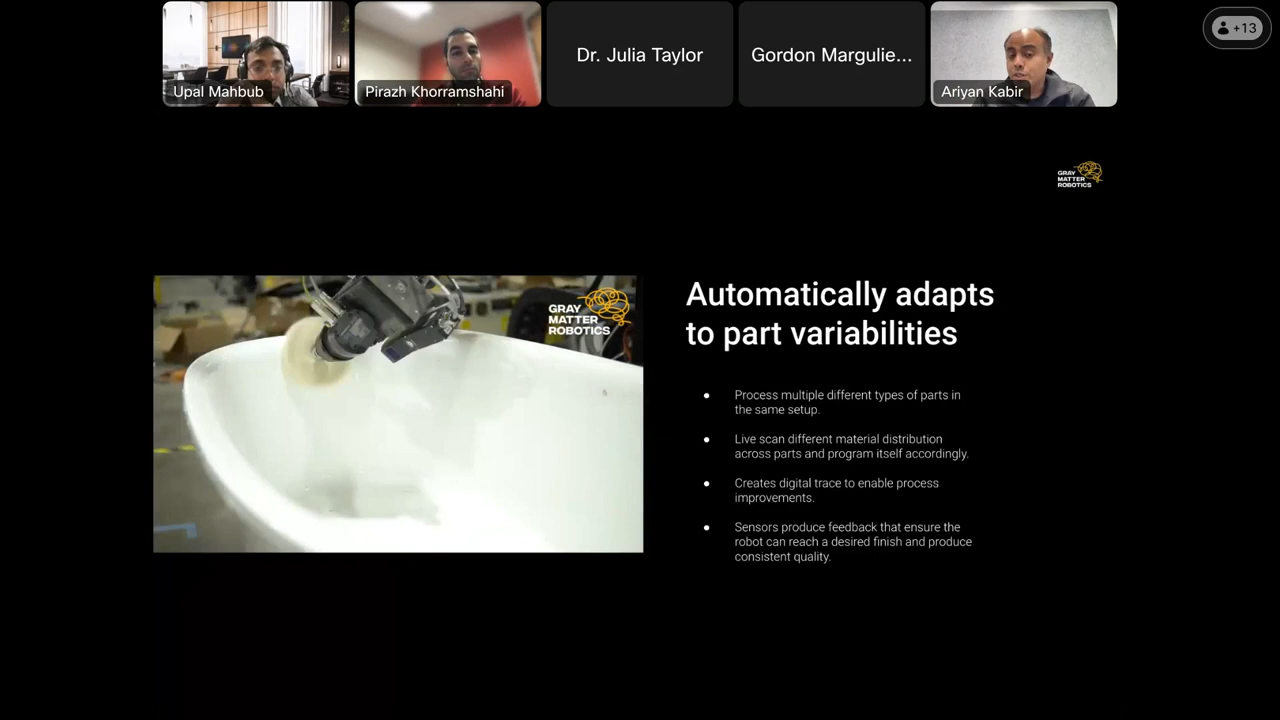 Upal Mahbub
Pirazh Khorramshahi
Dr. Julia Taylor
Gordon Margulie...
Ariyan Kabir
+13
GRAY
MATTER
ROBOTICS
GRAY
MATTER
ROBOTICS
Automatically adapts
to part variabilities
● Process multiple different types of parts in
the same setup.
● Live scan different material distribution
across parts and program itself accordingly.
● Creates digital trace to enable process
improvements.
● Sensors produce feedback that ensure the
robot can reach a desired finish and produce
consistent quality.